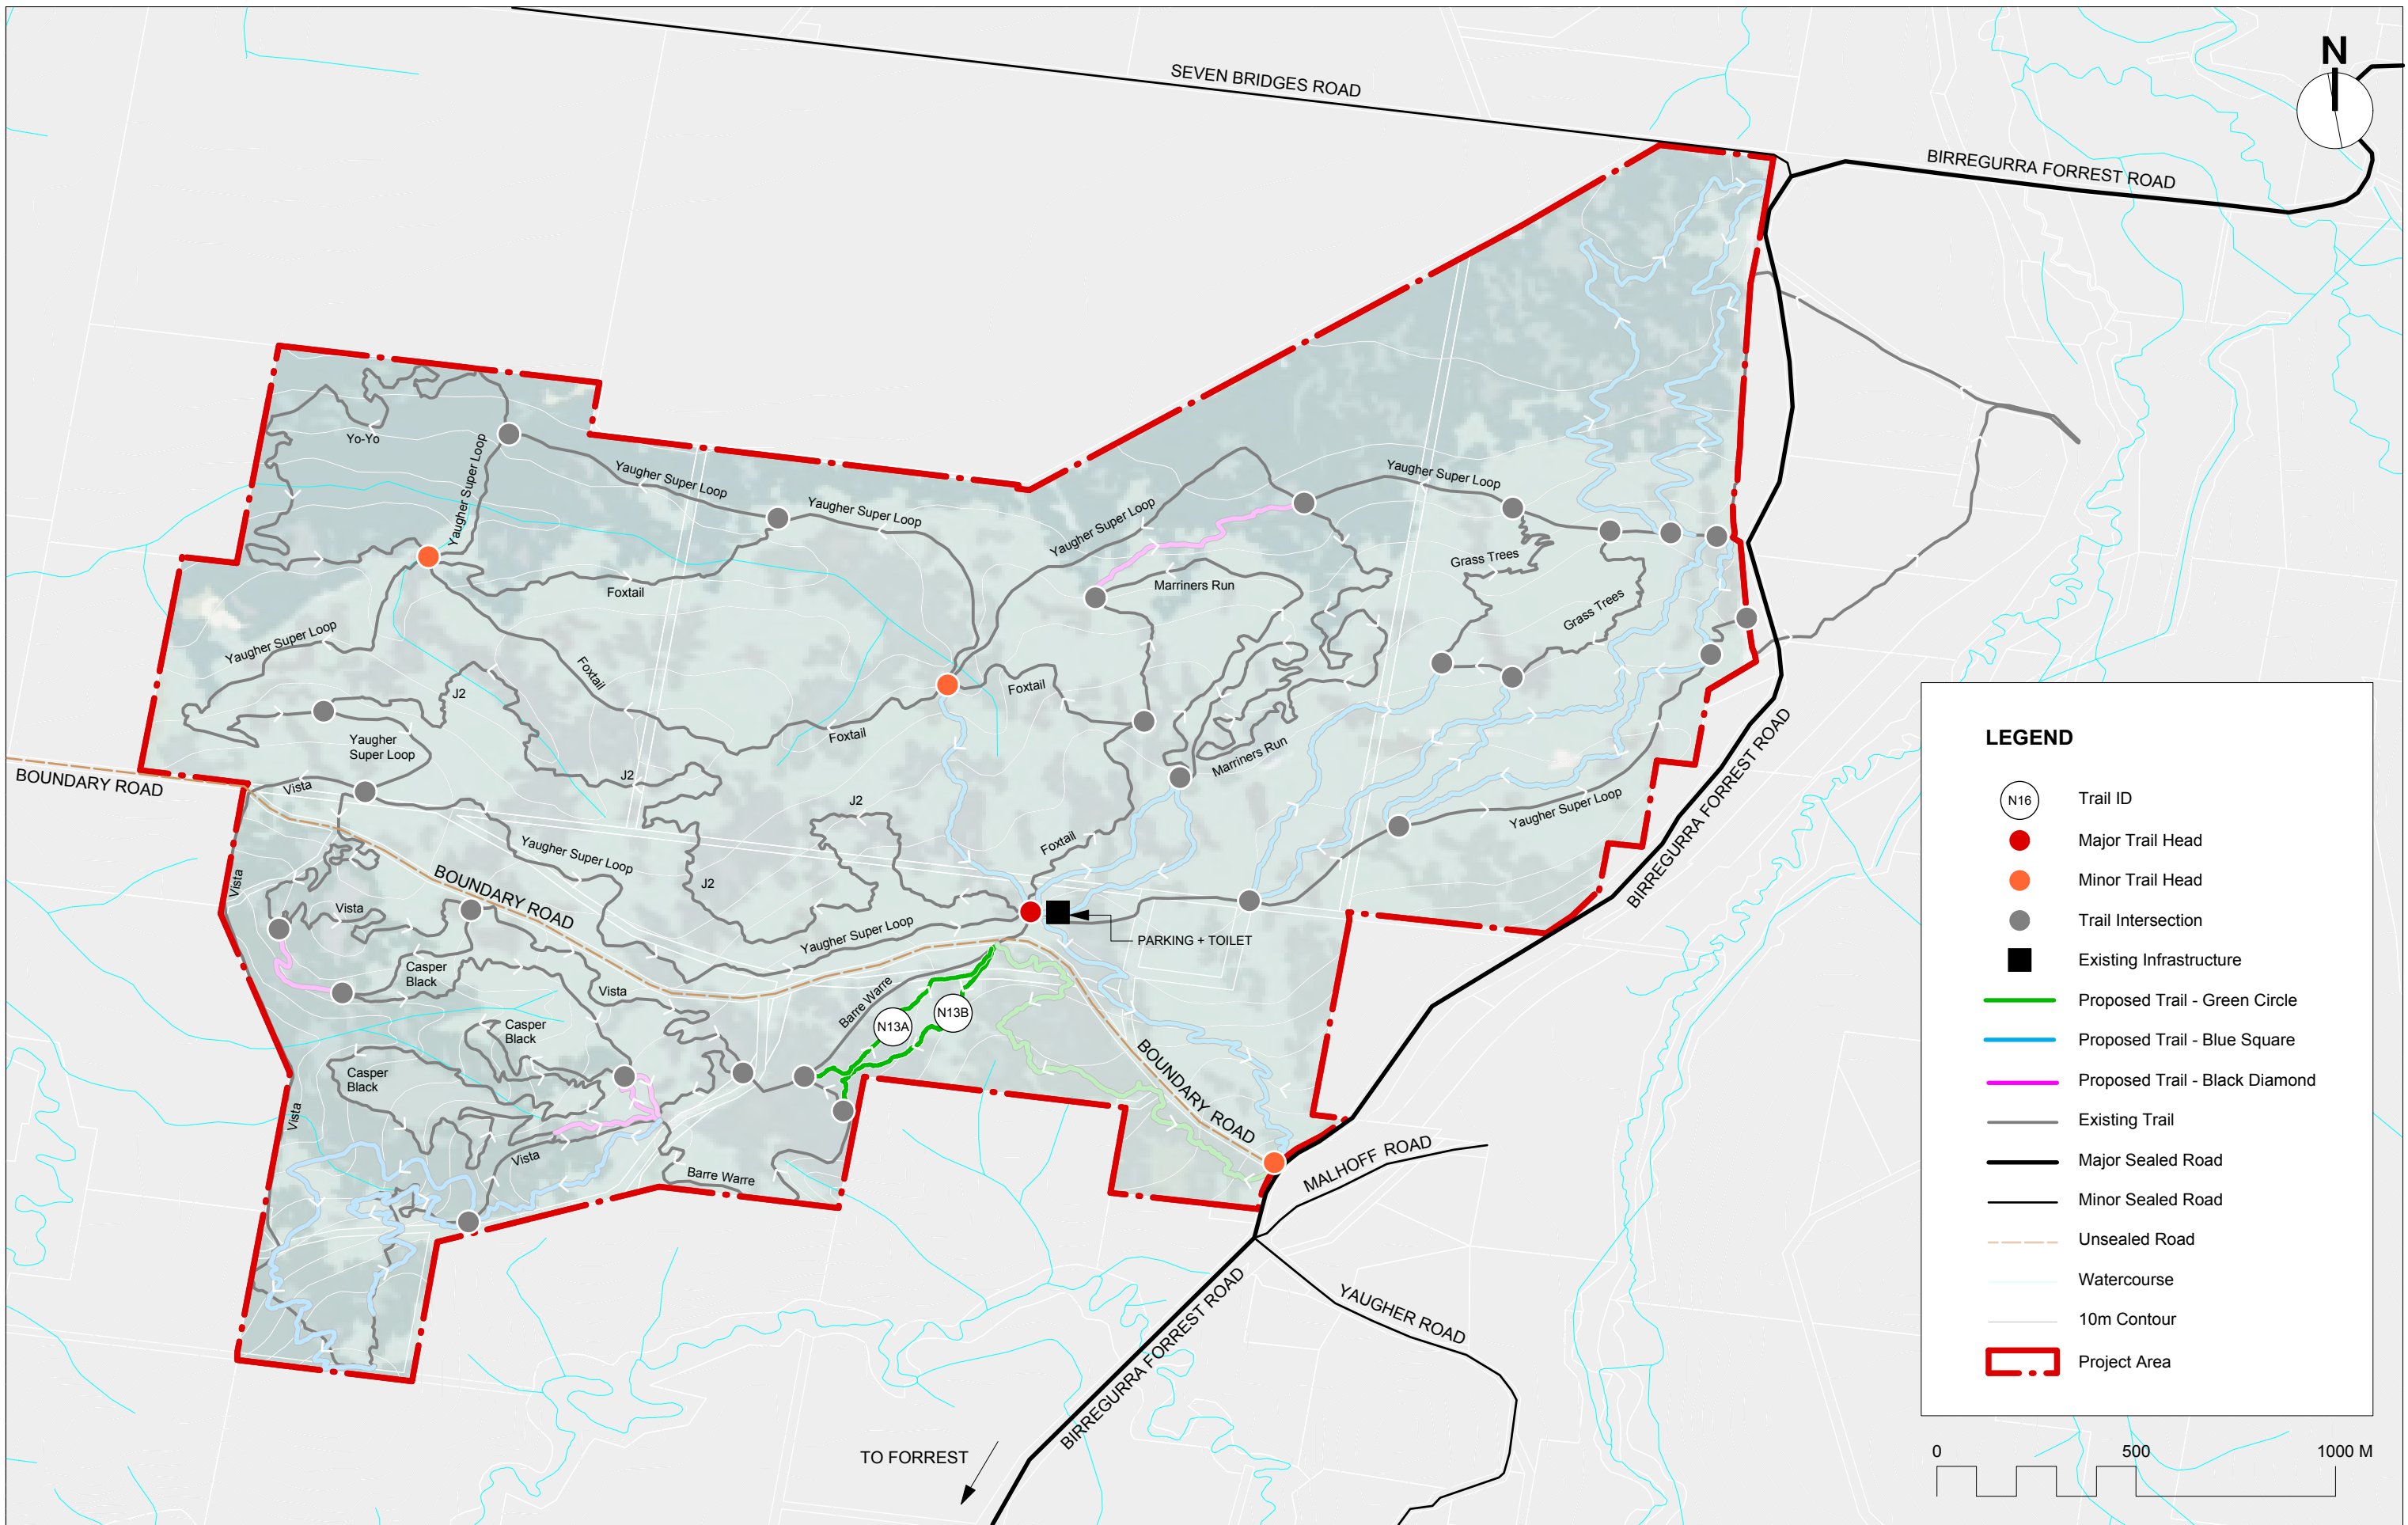 SEVEN BRIDGES ROAD
N
BIRREGURRA FORREST ROAD
Yo-Yo
Yaugher Super Loop
Yaugher Super Loop
Yaugher Super Loop
Yaugher Super Loop
Yaugher Super Loop
Grass Trees
Marriners Run
Foxtail
Grass Trees
Yaugher Super Loop
Foxtail
Foxtail
J2
Foxtail
Yaugher
Super Loop
Marriners Run
J2
BOUNDARY ROAD
Vista
J2
Yaugher Super Loop
Foxtail
Yaugher Super Loop
BIRREGURRA FORREST ROAD
Vista
BOUNDARY ROAD
J2
Vista
Yaugher Super Loop
PARKING + TOILET
Casper
Black
Vista
Barre Warre
N13A
N13B
Casper
Black
Casper
Black
BOUNDARY ROAD
Vista
Vista
Barre Warre
MALHOFF ROAD
YAUGHER ROAD
BIRREGURRA FORREST ROAD
TO FORREST
LEGEND
N16
Trail ID
Major Trail Head
Minor Trail Head
Trail Intersection
Existing Infrastructure
Proposed Trail - Green Circle
Proposed Trail - Blue Square
Proposed Trail - Black Diamond
Existing Trail
Major Sealed Road
Minor Sealed Road
Unsealed Road
Watercourse
10m Contour
Project Area
0 500 1000 M